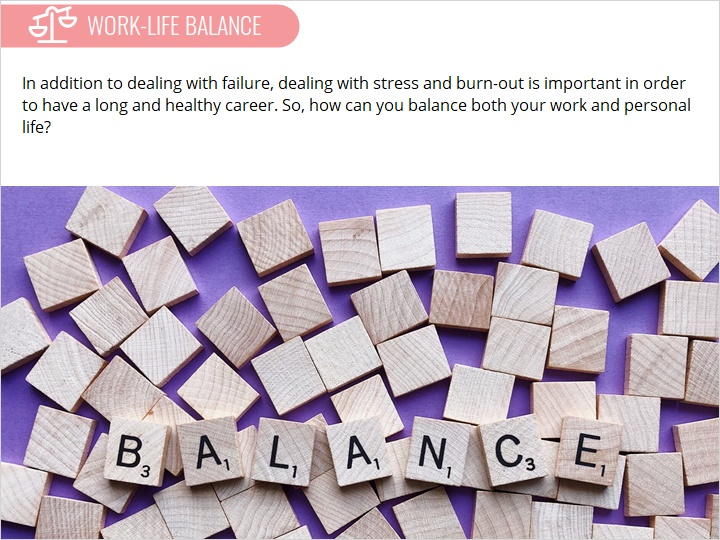 WORK-LIFE BALANCE
In addition to dealing with failure, dealing with stress and burn-out is important in order
to have a long and healthy career. So, how can you balance both your work and personal
life?
B3 A1 L1 A1 N1 C3 E1